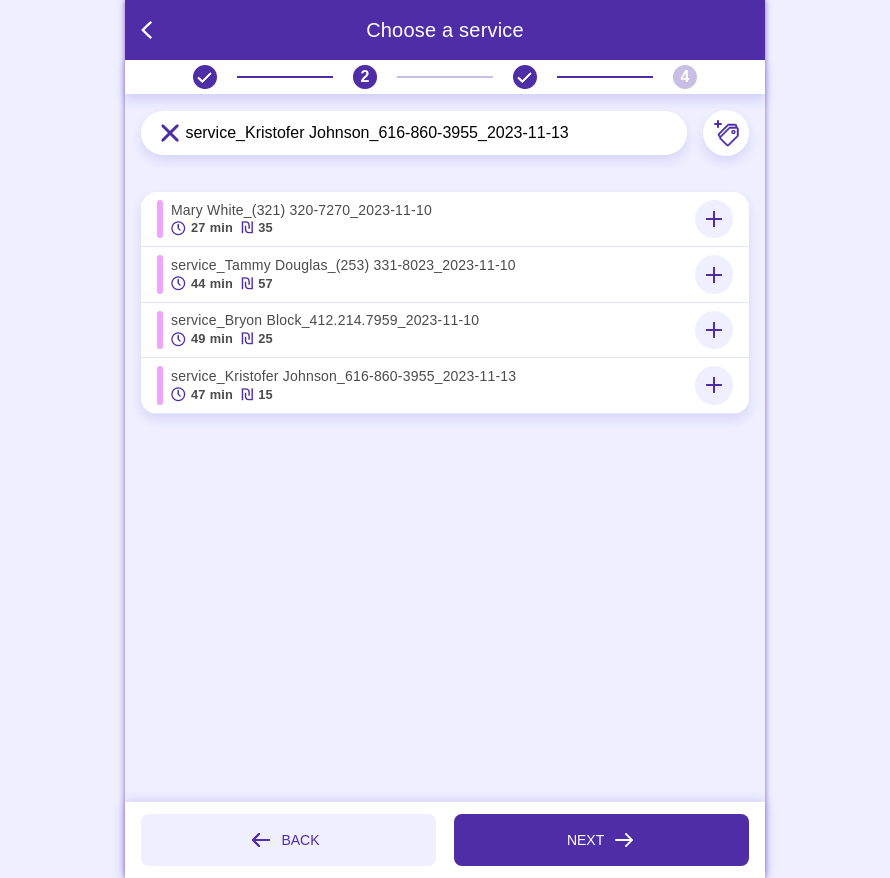 Choose a service
2
4
service_Kristofer Johnson_616-860-3955_2023-11-13
Mary White_(321) 320-7270_2023-11-10
27 min ₪ 35
service_Tammy Douglas_(253) 331-8023_2023-11-10
44 min ₪ 57
service_Bryon Block_412.214.7959_2023-11-10
49 min ₪ 25
service_Kristofer Johnson_616-860-3955_2023-11-13
47 min ₪ 15
BACK
NEXT